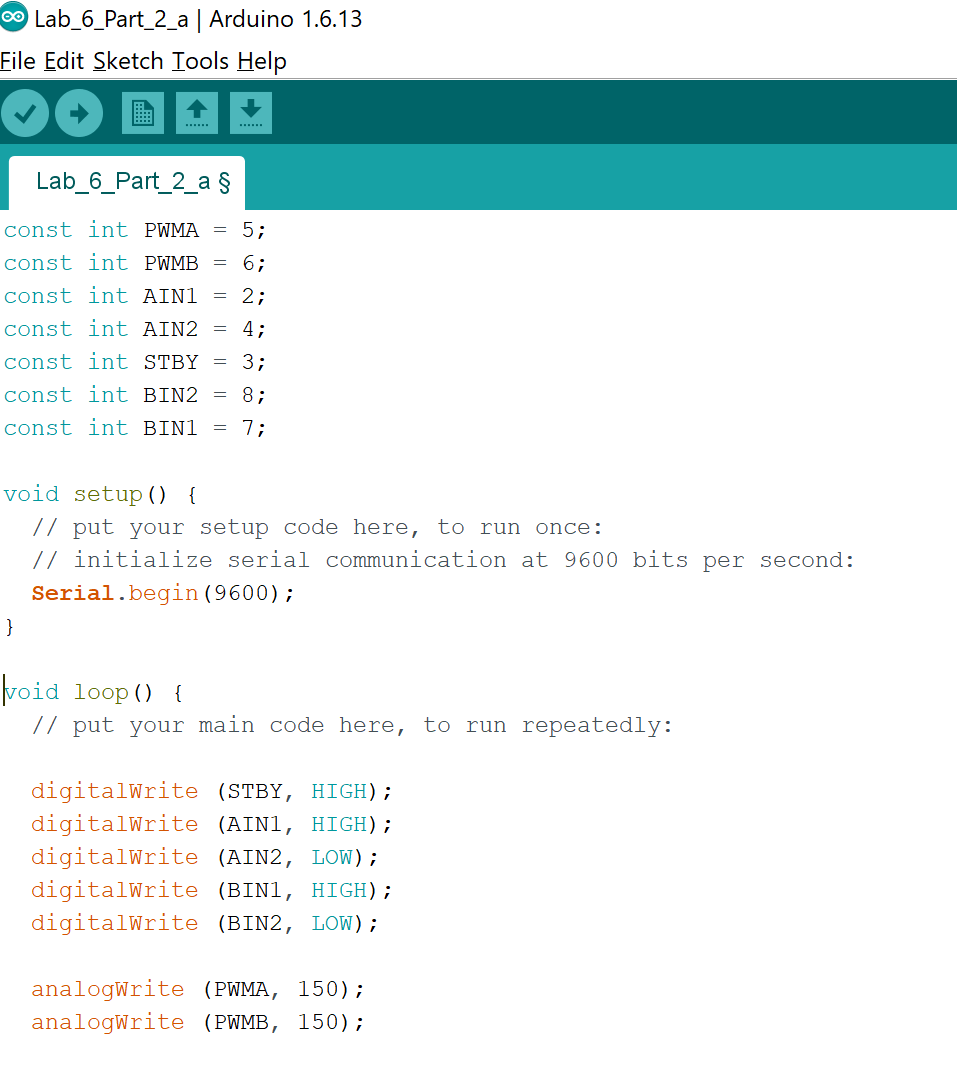 Lab_6_Part_2_a | Arduino 1.6.13
File Edit Sketch Tools Help
Lab_6_Part_2_a §
const int PWMA = 5;
const int PWMB = 6;
const int AIN1 = 2;
const int AIN2 = 4;
const int STBY = 3;
const int BIN2 = 8;
const int BIN1 = 7;
void setup() {
// put your setup code here, to run once:
// initialize serial communication at 9600 bits per second:
Serial.begin(9600);
}
void loop() {
// put your main code here, to run repeatedly:
digitalWrite (STBY, HIGH);
digitalWrite (AIN1, HIGH);
digitalWrite (AIN2, LOW);
digitalWrite (BIN1, HIGH);
digitalWrite (BIN2, LOW);
analogWrite (PWMA, 150);
analogWrite (PWMB, 150);